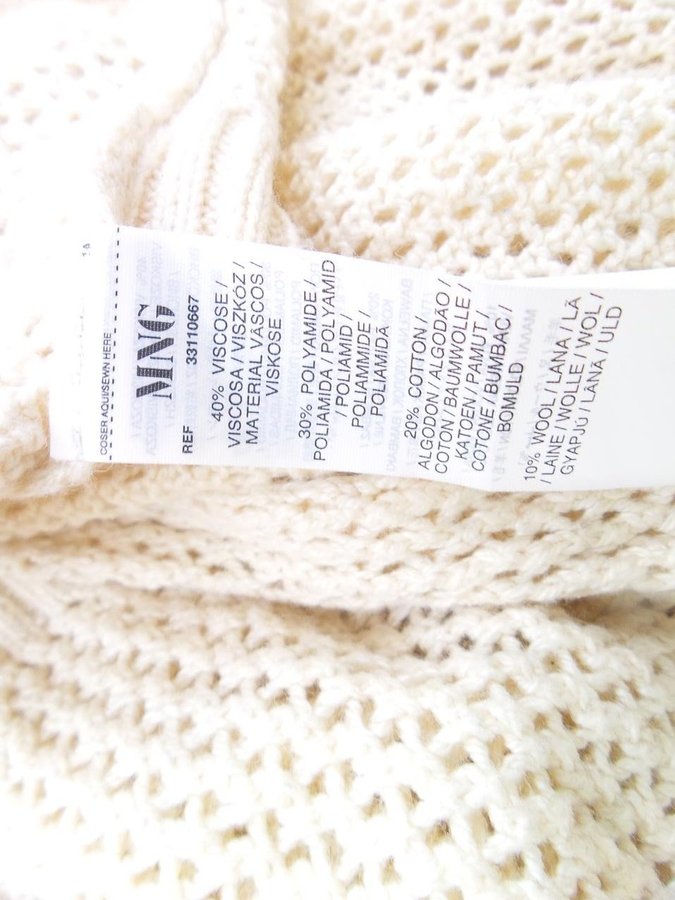 COSER AQUI/SEWN HERE
MNG
REF 33110667
40% VISCOSE /
VISCOSA / VISZKÓZ /
MATERIAL VÂSCOS /
VISKOSE
30% POLYAMIDE /
POLIAMIDA / POLYAMID
/ POLIAMID /
POLIAMMIDE /
POLIAMIDĂ
20% COTTON /
ALGODON / ALGODÃO /
COTON / BAUMWOLLE /
KATOEN / PAMUT /
COTONE / BUMBAC /
BOMULD
10% WOOL / LANA / LÃ
/ LAINE / WOLLE / WOL /
GYAPJÚ / LÂNĂ / ULD